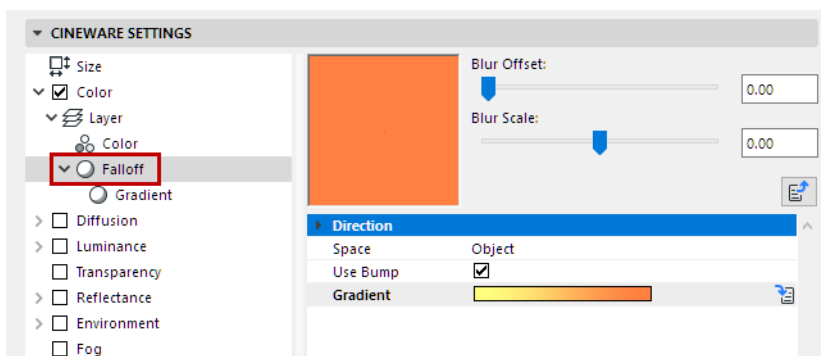 CINEWARE SETTINGS
Size
Color
Layer
Color
Falloff
Gradient
Diffusion
Luminance
Transparency
Reflectance
Environment
Fog
Blur Offset:
0.00
Blur Scale:
0.00
Direction
Space Object
Use Bump
Gradient